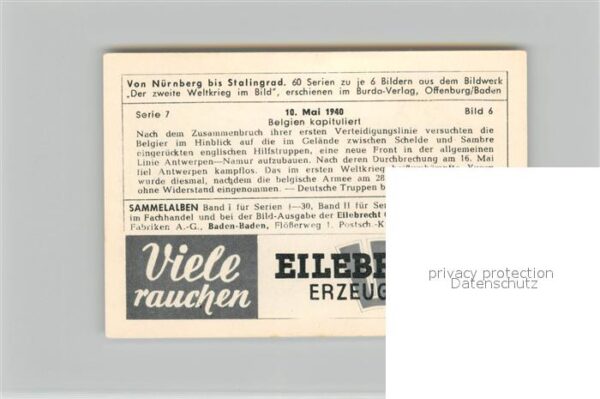 Von Nürnberg bis Stalingrad. 60 Serien zu je 6 Bildern aus dem Bildwerk
„Der zweite Weltkrieg im Bild", erschienen im Burda-Verlag, Offenburg/Baden
Serie 7 10. Mai 1940 Bild 6
Belgien kapituliert
Nach dem Zusammenbruch ihrer ersten Verteidigungslinie versuchten die
Belgier im Hinblick auf die im Gelände zwischen Schelde und Sambre
eingerückten englischen Hilfstruppen, eine neue Front in der allgemeinen
Linie Antwerpen—Namur aufzubauen. Nach deren Durchbrechung am 16. Mai
fiel Antwerpen kampflos. Das im ersten Weltkrieg
wurde diesmal, nachdem die belgische Armee am 28
ohne Widerstand eingenommen. — Deutsche Truppen b
SAMMELALBEN Band I für Serien 1—30, Band II für Se
im Fachhandel und bei der Bild-Ausgabe der Eilebrecht
Fabriken A.-G., Baden-Baden, Flößerweg 1. Postsch.-K
Viele
rauchen
EILEBE
ERZEUG
privacy protection
Datenschutz